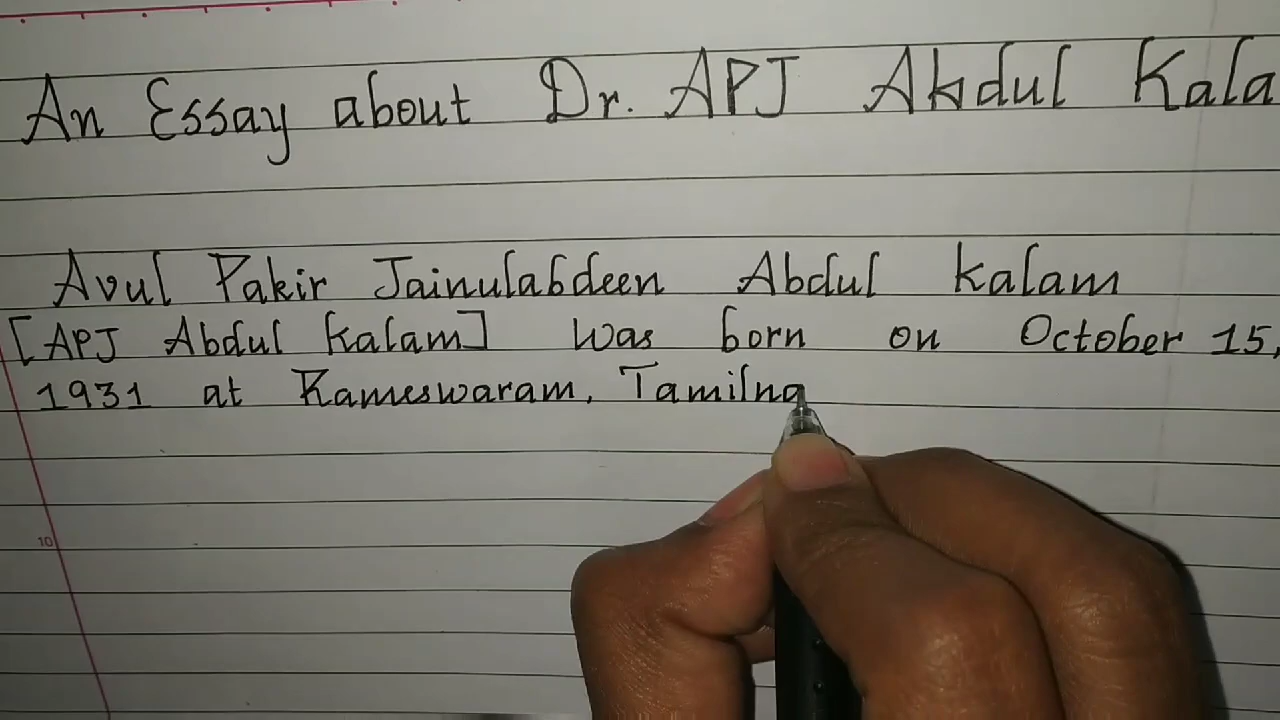 An Essay about Dr. APJ Abdul Kala
Avul Pakir Jainulabdeen Abdul Kalam
[APJ Abdul Kalam] was born on October 15,
1931 at Rameswaram, Tamilna
10